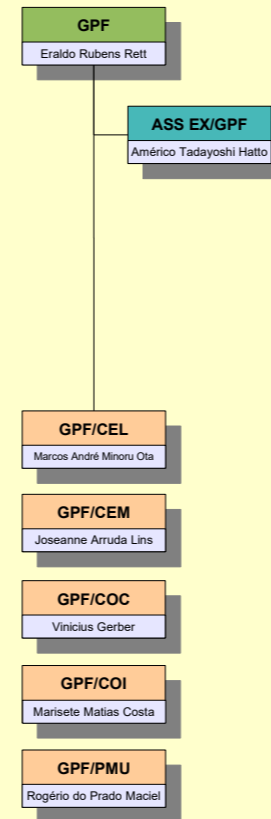 GPF
Eraldo Rubens Rett
ASS EX/GPF
Américo Tadayoshi Hatto
GPF/CEL
Marcos André Minoru Ota
GPF/CEM
Joseanne Arruda Lins
GPF/COC
Vinicius Gerber
GPF/COI
Marisete Matias Costa
GPF/PMU
Rogério do Prado Maciel